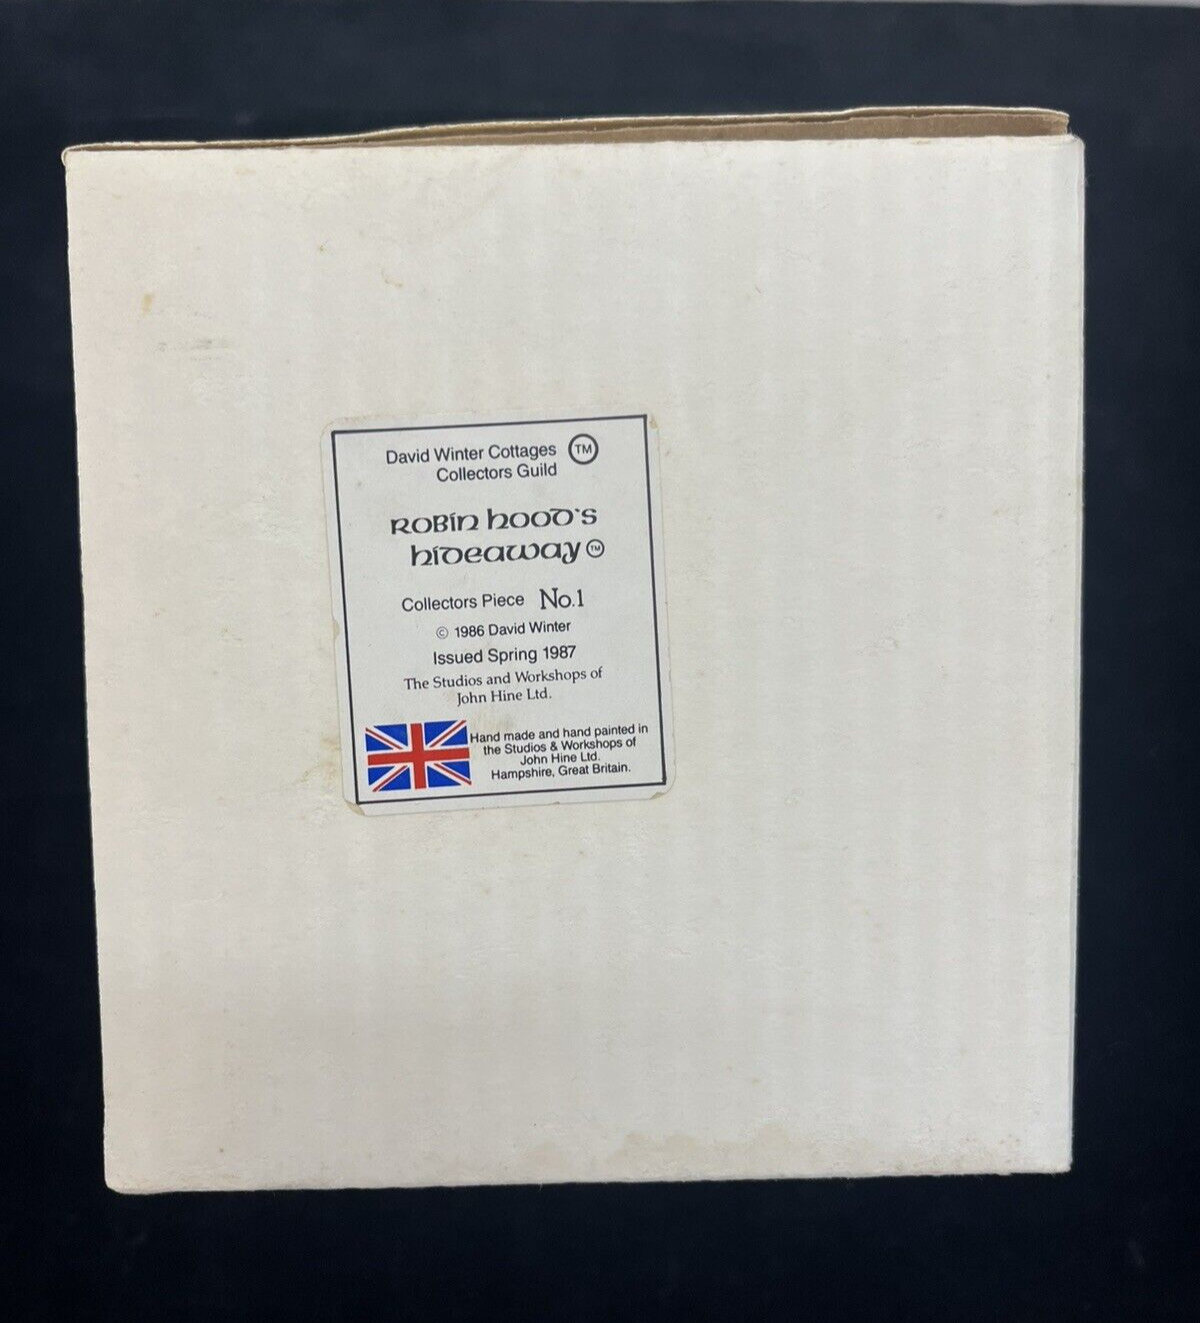 David Winter Cottages TM
Collectors Guild
Robin Hood's
Hideaway TM
Collectors Piece No.1
© 1986 David Winter
Issued Spring 1987
The Studios and Workshops of
John Hine Ltd.
Hand made and hand painted in
the Studios & Workshops of
John Hine Ltd.
Hampshire, Great Britain.